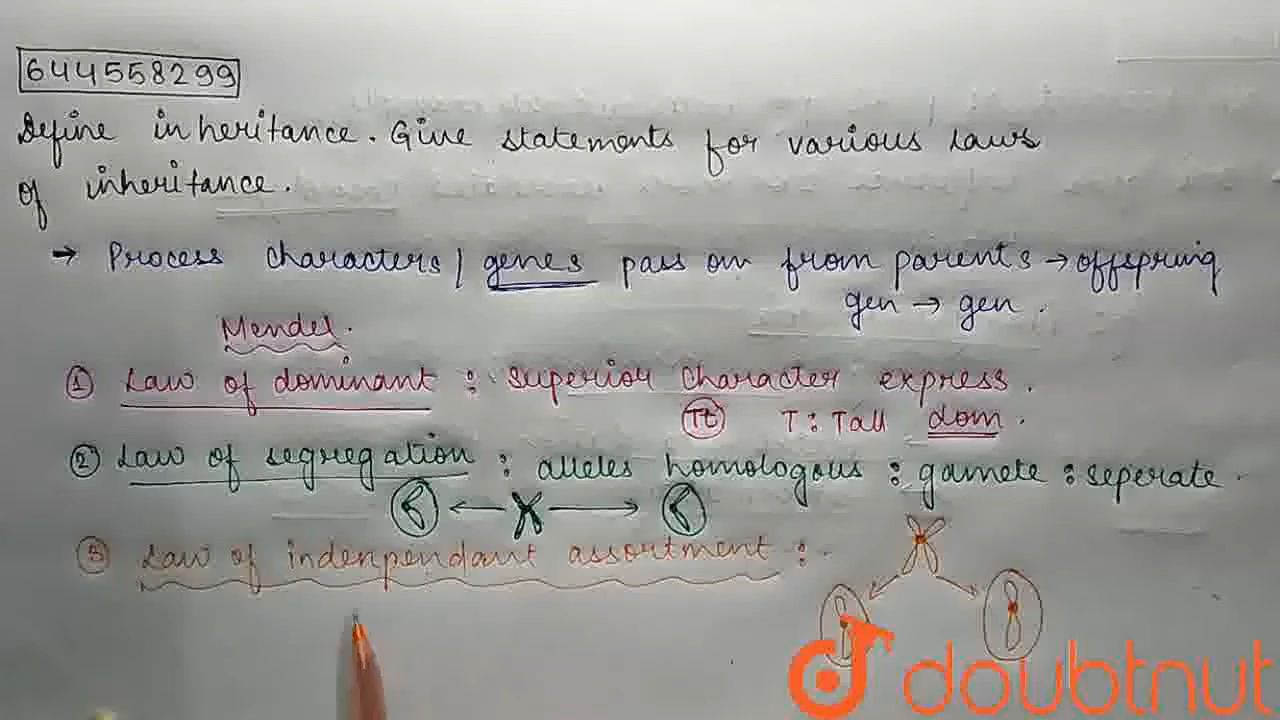 644558299
Define inheritance. Give statements for various Laws
of inheritance.
→ Process characters/genes pass on from parents → offspring
gen → gen.
Mendel.
① Law of dominant : superior character express.
Tt T : Tall dom.
② Law of segregation : alleles homologous : gamete : seperate.
③ Law of indenpendant assortment :
doubtnut